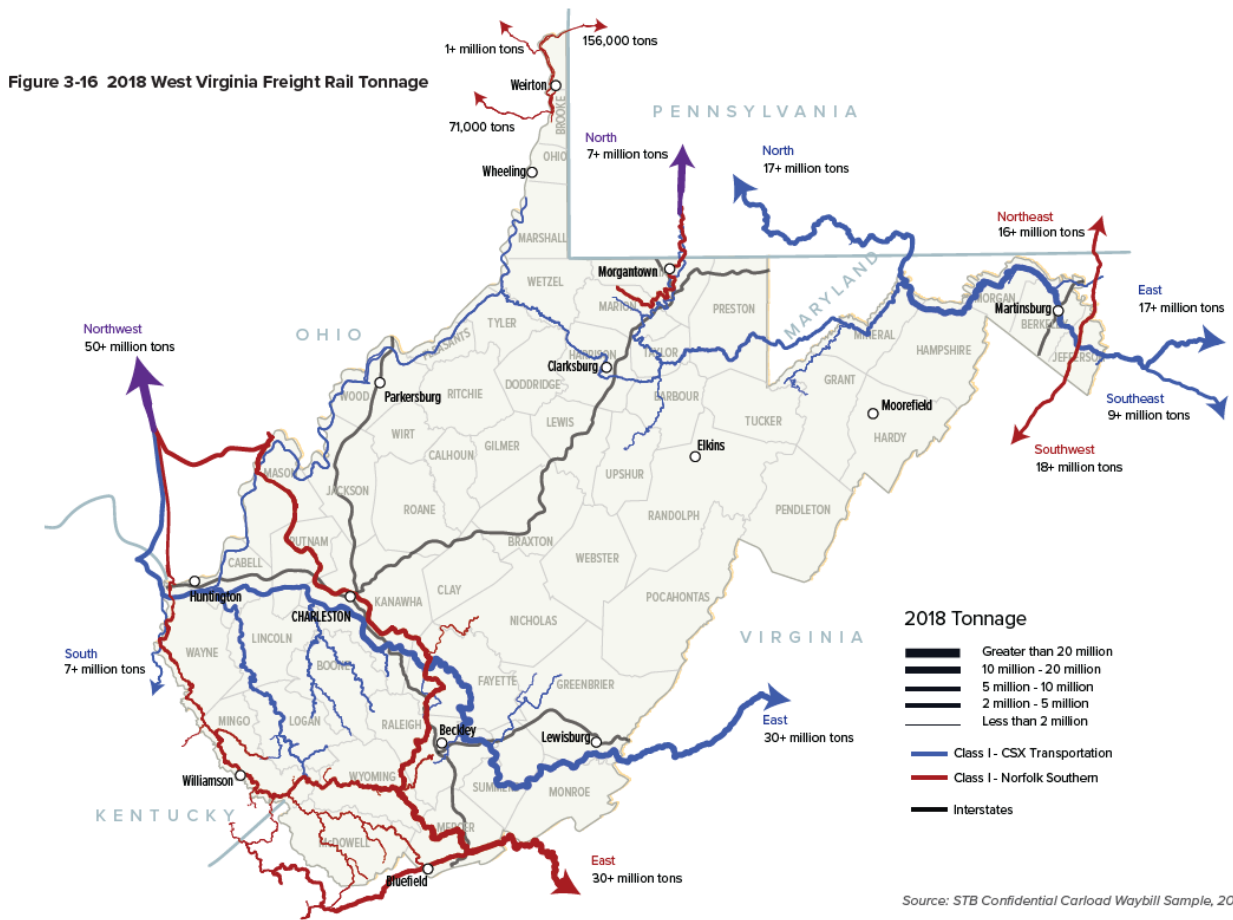 1+ million tons
156,000 tons
Figure 3-16 2018 West Virginia Freight Rail Tonnage
Weirton
BROOKE
71,000 tons
PENNSYLVANIA
North
7+ million tons
North
17+ million tons
OHIO
Wheeling
MARSHALL
Northeast
16+ million tons
Morgantown
WETZEL
MARION
PRESTON
MARYLAND
MORGAN
Martinsburg
BERKELEY
JEFFERSON
East
17+ million tons
Northwest
50+ million tons
OHIO
TYLER
PLEASANTS
HARRISON
TAYLOR
MINERAL
HAMPSHIRE
Clarksburg
WOOD
Parkersburg
RITCHIE
DODDRIDGE
BARBOUR
GRANT
Southeast
9+ million tons
WIRT
LEWIS
TUCKER
Moorefield
HARDY
CALHOUN
GILMER
Elkins
Southwest
18+ million tons
MASON
JACKSON
UPSHUR
ROANE
RANDOLPH
PENDLETON
PUTNAM
BRAXTON
WEBSTER
CABELL
Huntington
CHARLESTON
KANAWHA
CLAY
POCAHONTAS
NICHOLAS
2018 Tonnage
VIRGINIA
LINCOLN
WAYNE
South
7+ million tons
BOONE
FAYETTE
GREENBRIER
Greater than 20 million
10 million - 20 million
5 million - 10 million
2 million - 5 million
Less than 2 million
MINGO
LOGAN
RALEIGH
Beckley
Lewisburg
East
30+ million tons
Class I - CSX Transportation
Williamson
WYOMING
SUMMERS
MONROE
Class I - Norfolk Southern
KENTUCKY
Interstates
MERCER
McDOWELL
Bluefield
East
30+ million tons
Source: STB Confidential Carload Waybill Sample, 20